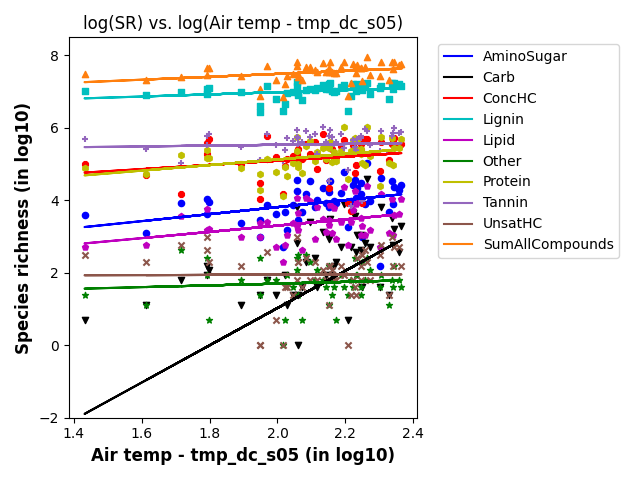 log(SR) vs. log(Air temp - tmp_dc_s05)
Species richness (in log10)
8
6
4
2
0
−2
1.4 1.6 1.8 2.0 2.2 2.4
Air temp - tmp_dc_s05 (in log10)
AminoSugar
Carb
ConcHC
Lignin
Lipid
Other
Protein
Tannin
UnsatHC
SumAllCompounds